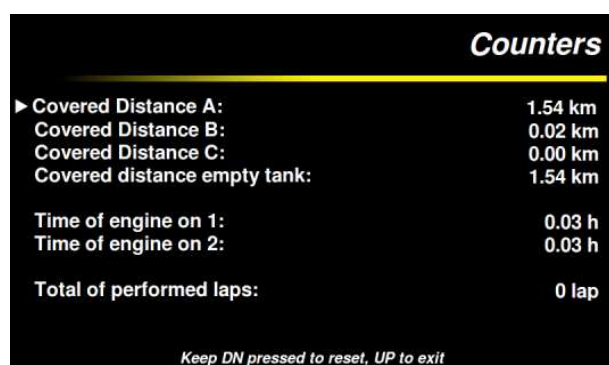 Counters
Covered Distance A: 1.54 km
Covered Distance B: 0.02 km
Covered Distance C: 0.00 km
Covered distance empty tank: 1.54 km
Time of engine on 1: 0.03 h
Time of engine on 2: 0.03 h
Total of performed laps: 0 lap
Keep DN pressed to reset, UP to exit